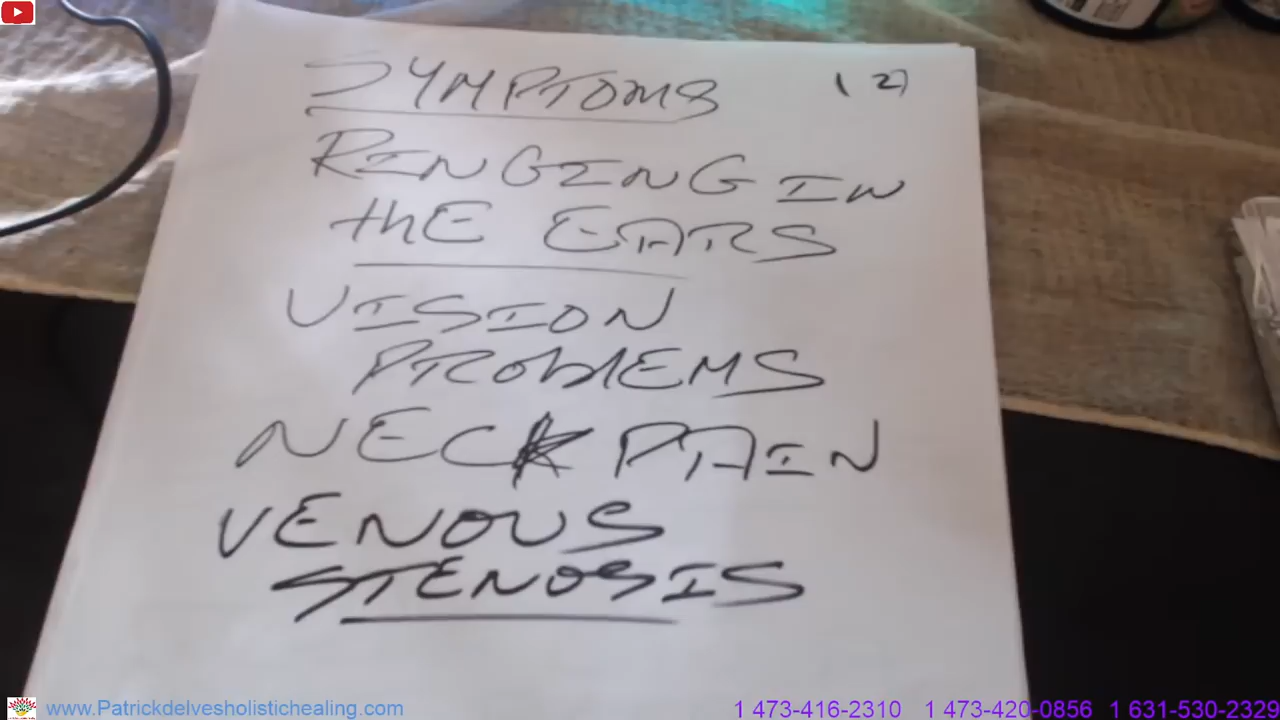 SYMPTOMS (2)
RINGING IN
thE EARS
VISION
PROblEMS
NECK PAIN
VENOUS
STENOSIS
www.Patrickdelvesholistichealing.com 1 473-416-2310 1 473-420-0856 1 631-530-2329